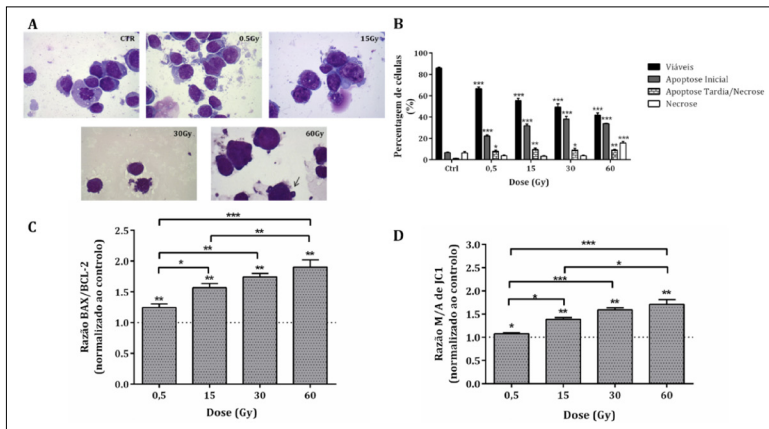 A
CTR
0.5Gy
15Gy
30Gy
60Gy
B
Percentagem de células
(%)
100
80
60
40
20
0
Viáveis
Apoptose Inicial
Apoptose Tardia/Necrose
Necrose
***
***
*
***
***
**
***
***
*
***
***
**
***
Ctrl
0,5
15
30
60
Dose (Gy)
C
Razão BAX/BCL-2
(normalizado ao controlo)
2.5
2.0
1.5
1.0
0.5
0.0
***
**
**
*
**
**
**
**
0,5
15
30
60
Dose (Gy)
D
Razão M/A de JC1
(normalizado ao controlo)
3.0
2.5
2.0
1.5
1.0
0.5
0.0
***
*
***
*
*
**
**
**
0,5
15
30
60
Dose (Gy)